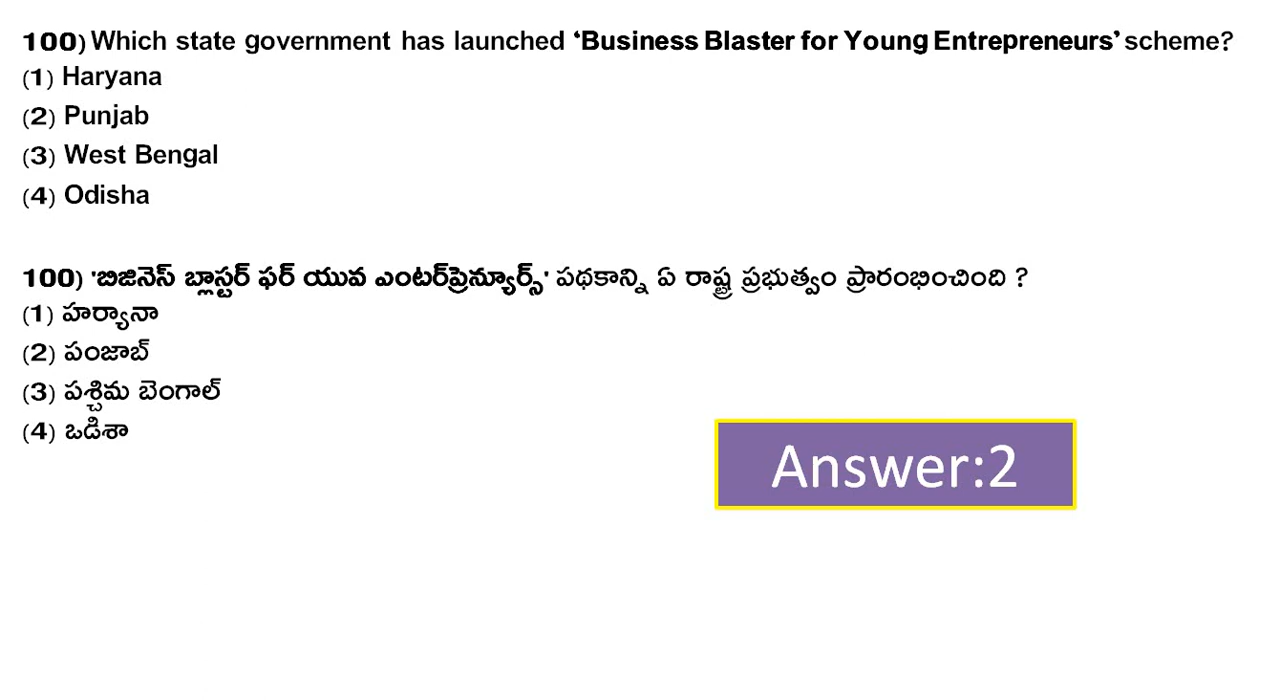 100) Which state government has launched ‘Business Blaster for Young Entrepreneurs’ scheme?
(1) Haryana
(2) Punjab
(3) West Bengal
(4) Odisha
100) 'బిజినెస్ బ్లాస్టర్ ఫర్ యువ ఎంటర్‌ప్రెన్యూర్స్' పథకాన్ని ఏ రాష్ట్ర ప్రభుత్వం ప్రారంభించింది ?
(1) హర్యానా
(2) పంజాబ్
(3) పశ్చిమ బెంగాల్
(4) ఒడిశా
Answer:2